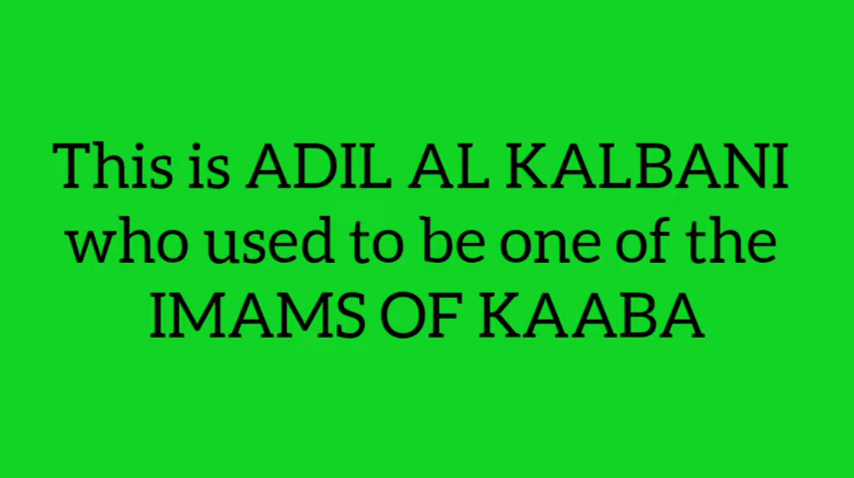 This is ADIL AL KALBANI
who used to be one of the
IMAMS OF KAABA